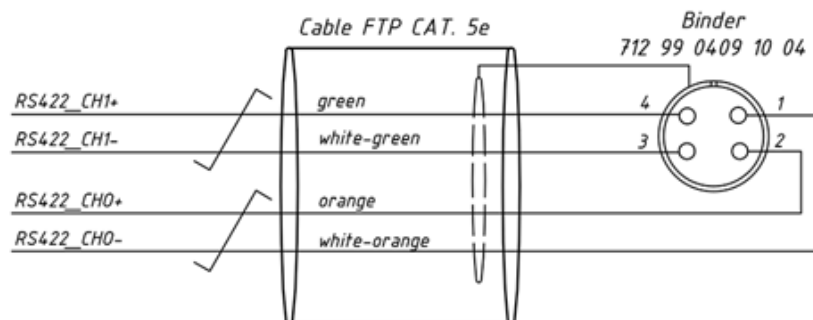 Cable FTP CAT. 5e
Binder
712 99 0409 10 04
RS422_CH1+
green
4
1
RS422_CH1-
white-green
3
2
RS422_CH0+
orange
RS422_CH0-
white-orange